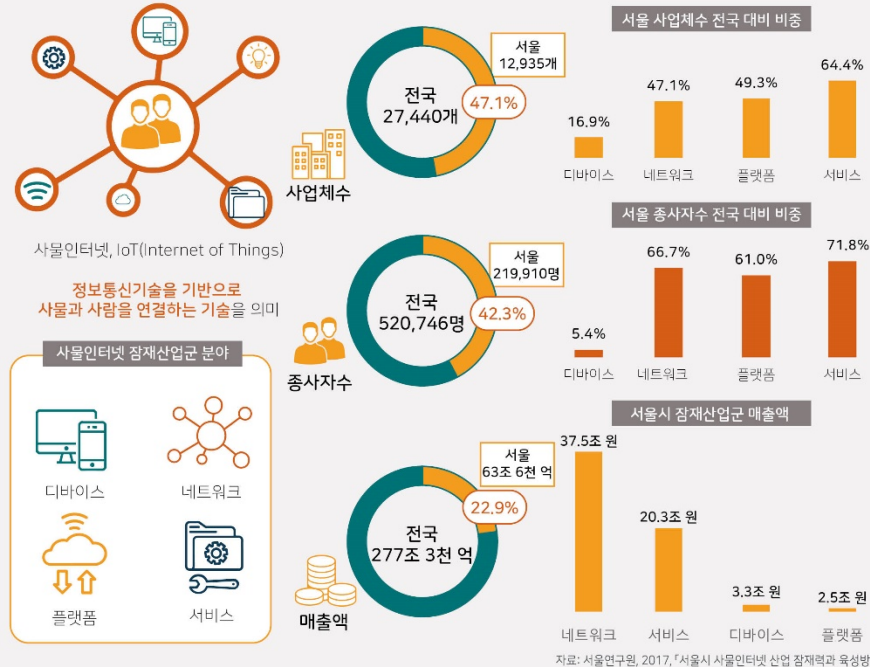 사물인터넷, IoT(Internet of Things)
정보통신기술을 기반으로
사물과 사람을 연결하는 기술을 의미
사물인터넷 잠재산업군 분야
디바이스
네트워크
플랫폼
서비스
사업체수
전국
27,440개
서울
12,935개
47.1%
종사자수
전국
520,746명
서울
219,910명
42.3%
매출액
전국
277조 3천 억
서울
63조 6천 억
22.9%
서울 사업체수 전국 대비 비중
16.9%
47.1%
49.3%
64.4%
디바이스
네트워크
플랫폼
서비스
서울 종사자수 전국 대비 비중
5.4%
66.7%
61.0%
71.8%
디바이스
네트워크
플랫폼
서비스
서울시 잠재산업군 매출액
37.5조 원
20.3조 원
3.3조 원
2.5조 원
네트워크
서비스
디바이스
플랫폼
자료: 서울연구원, 2017, 「서울시 사물인터넷 산업 잠재력과 육성방